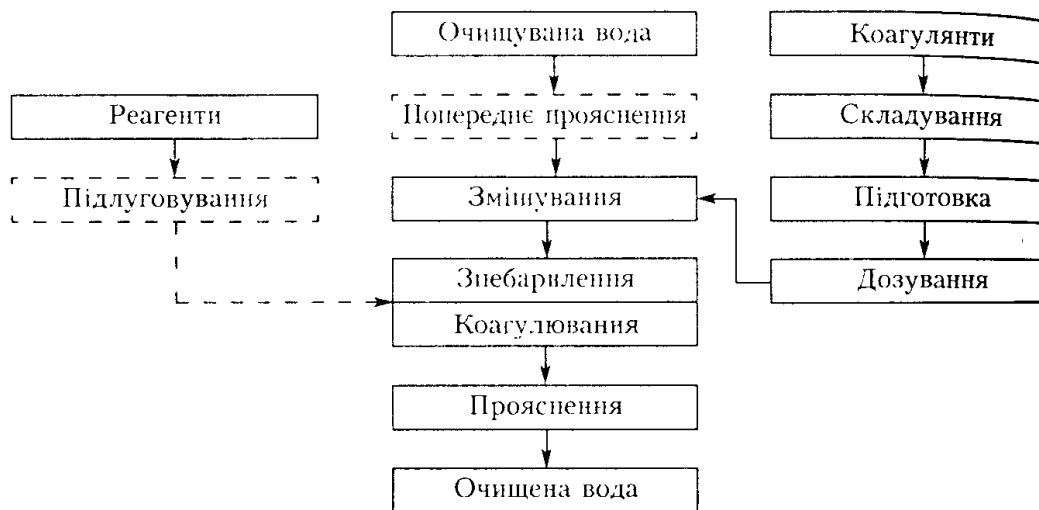 Очищувана вода
Коагулянти
Реагенти
Попереднє прояснення
Складування
Підлуговування
Змішування
Підготовка
Знебарвлення
Дозування
Коагулювання
Прояснення
Очищена вода